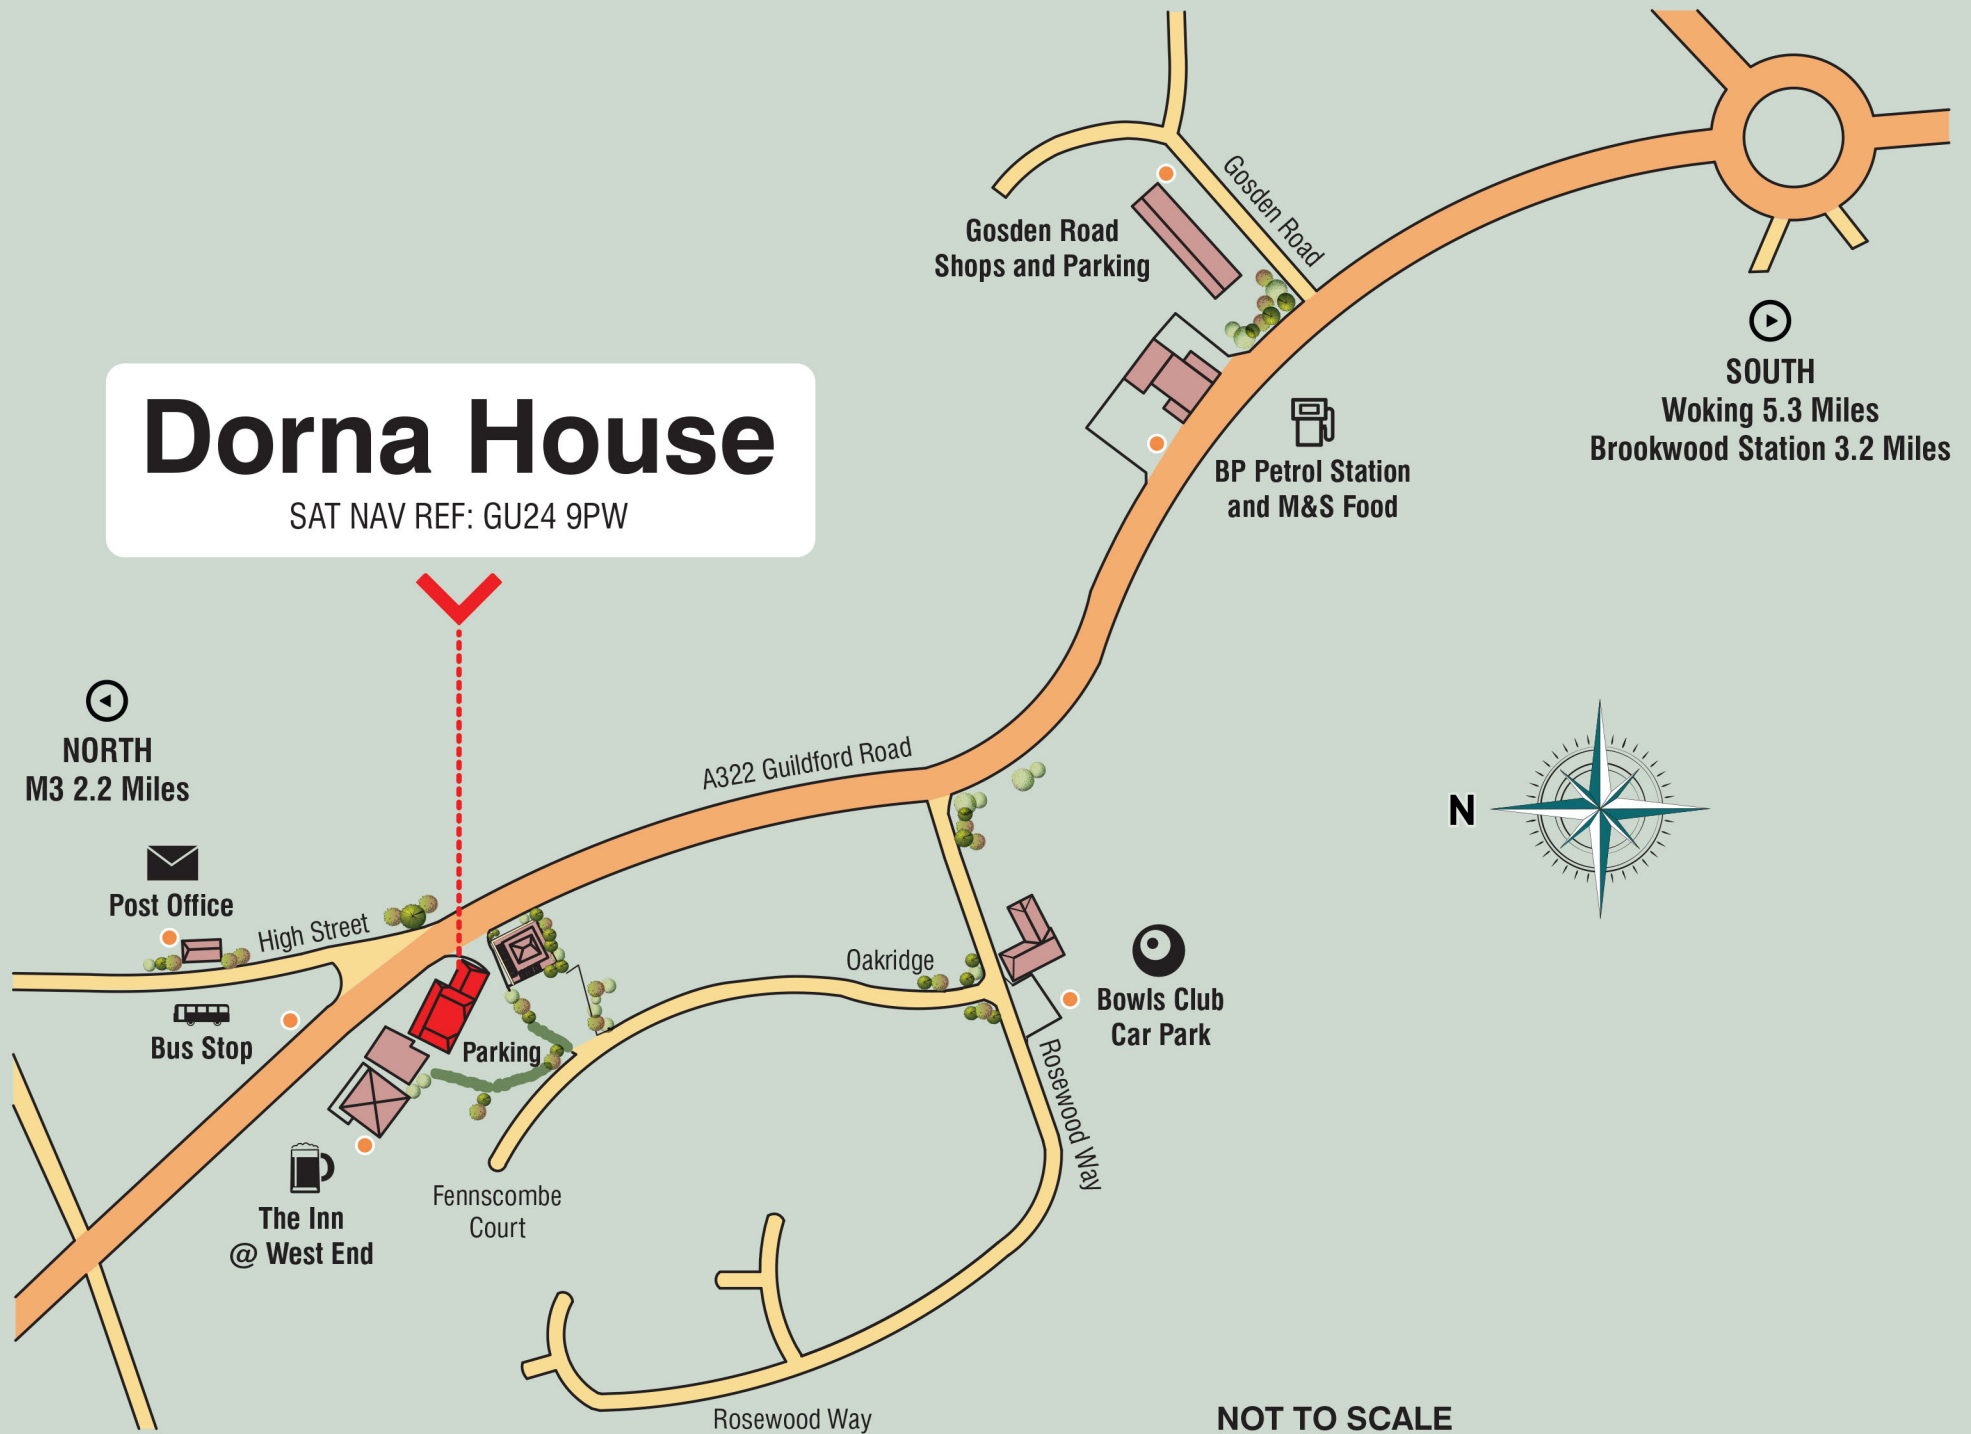 Gosden Road
Gosden Road
Shops and Parking
SOUTH
Woking 5.3 Miles
Brookwood Station 3.2 Miles
Dorna House
SAT NAV REF: GU24 9PW
BP Petrol Station
and M&S Food
NORTH
M3 2.2 Miles
A322 Guildford Road
N
Post Office
High Street
Oakridge
Bowls Club
Car Park
Bus Stop
Parking
Rosewood Way
The Inn
@ West End
Fennscombe
Court
Rosewood Way
NOT TO SCALE